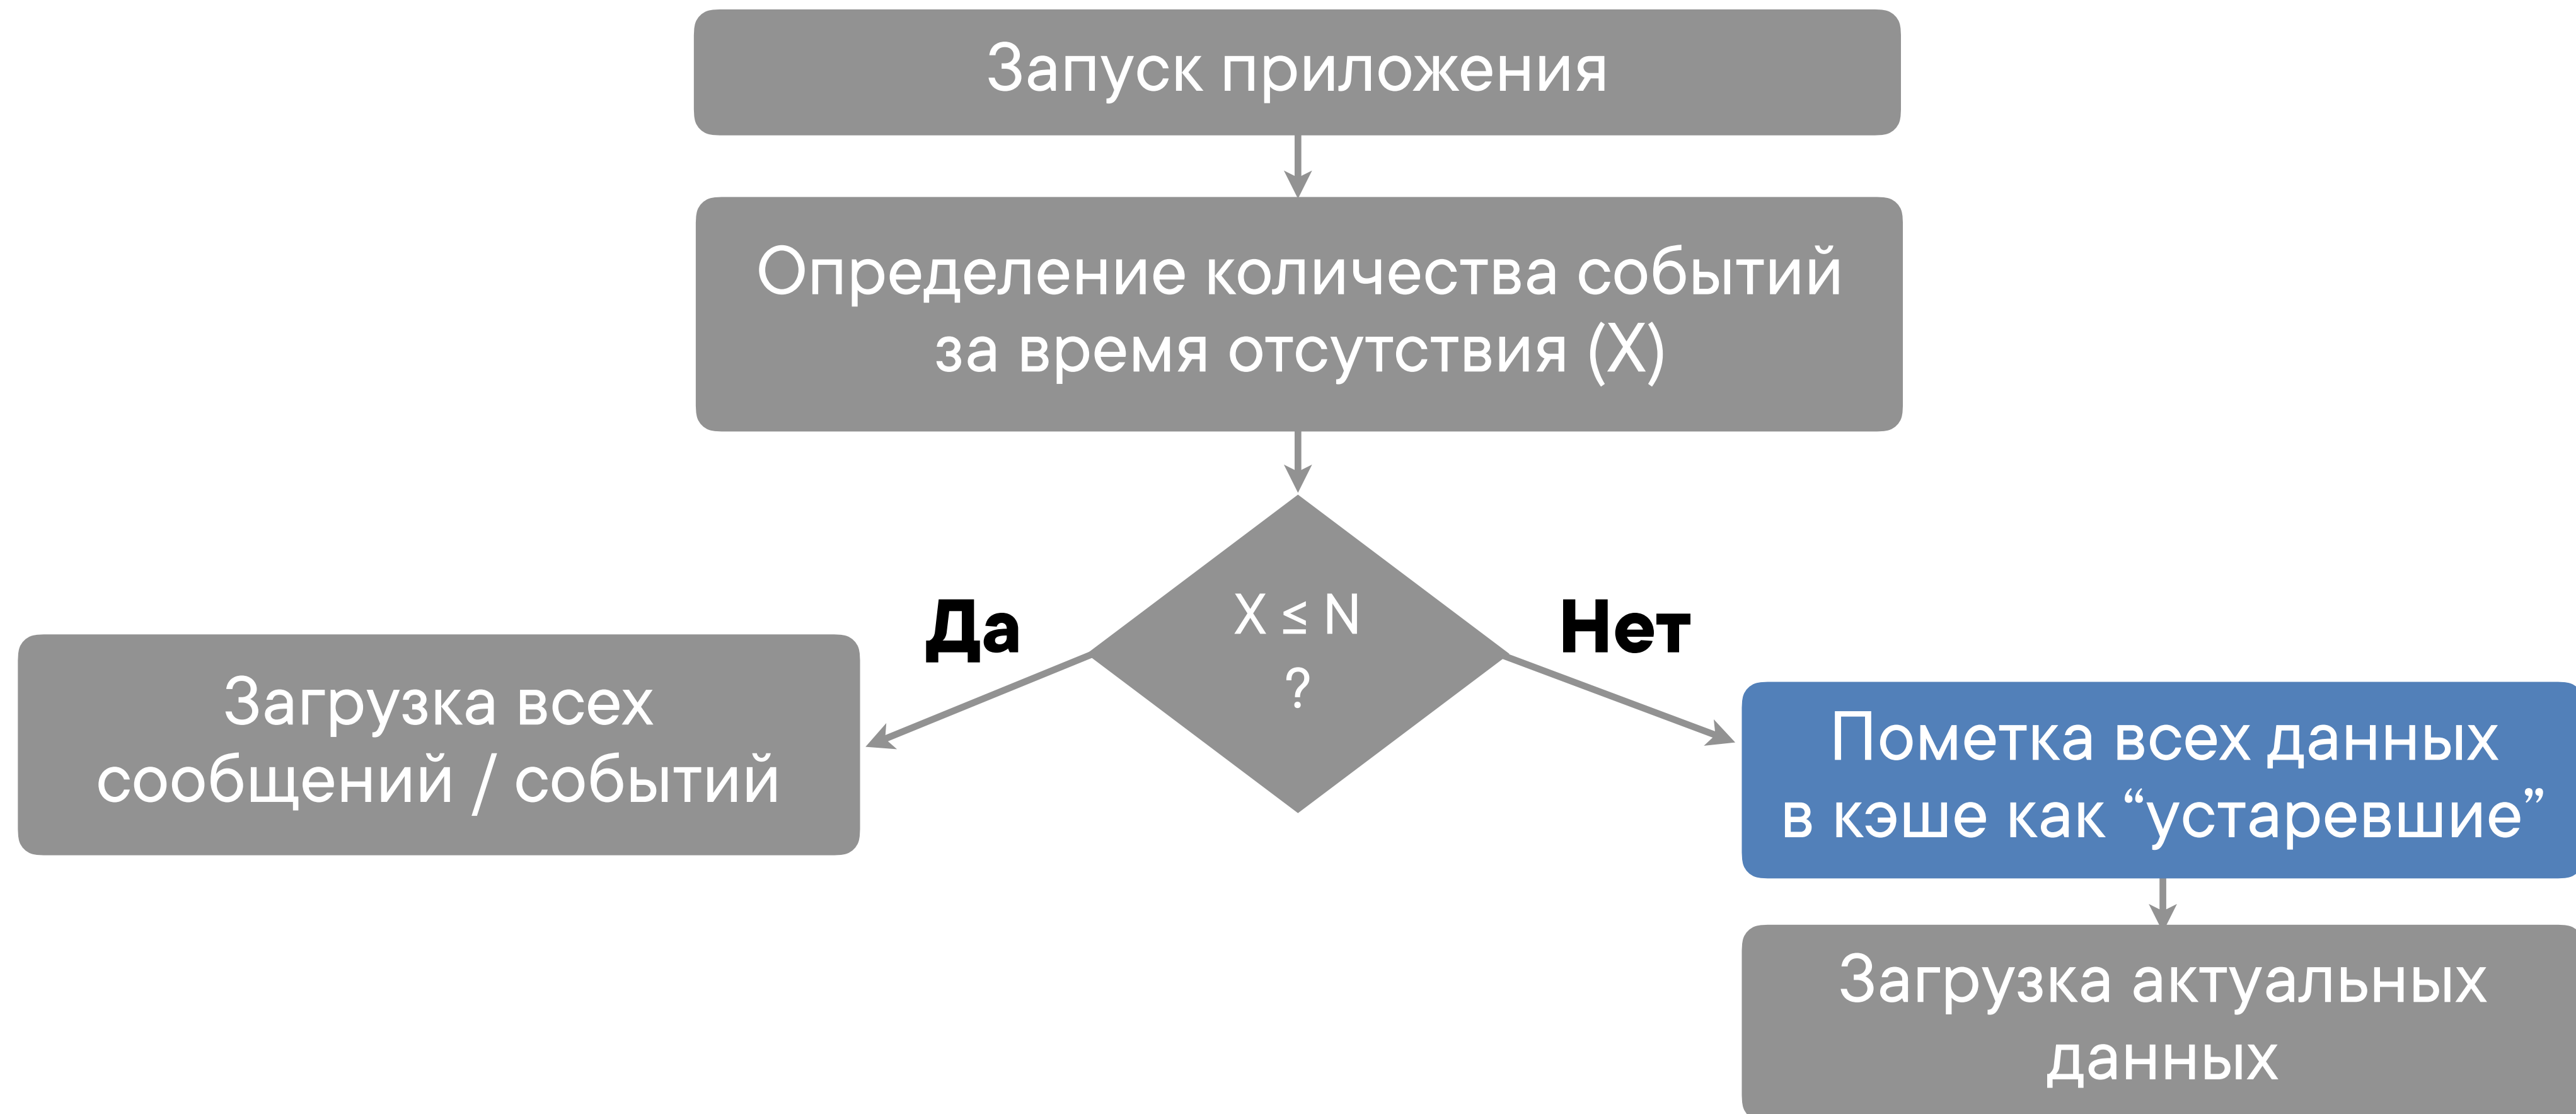 Запуск приложения
Определение количества событий
за время отсутствия (X)
X ≤ N
?
Да
Нет
Загрузка всех
сообщений / событий
Пометка всех данных
в кэше как “устаревшие”
Загрузка актуальных
данных